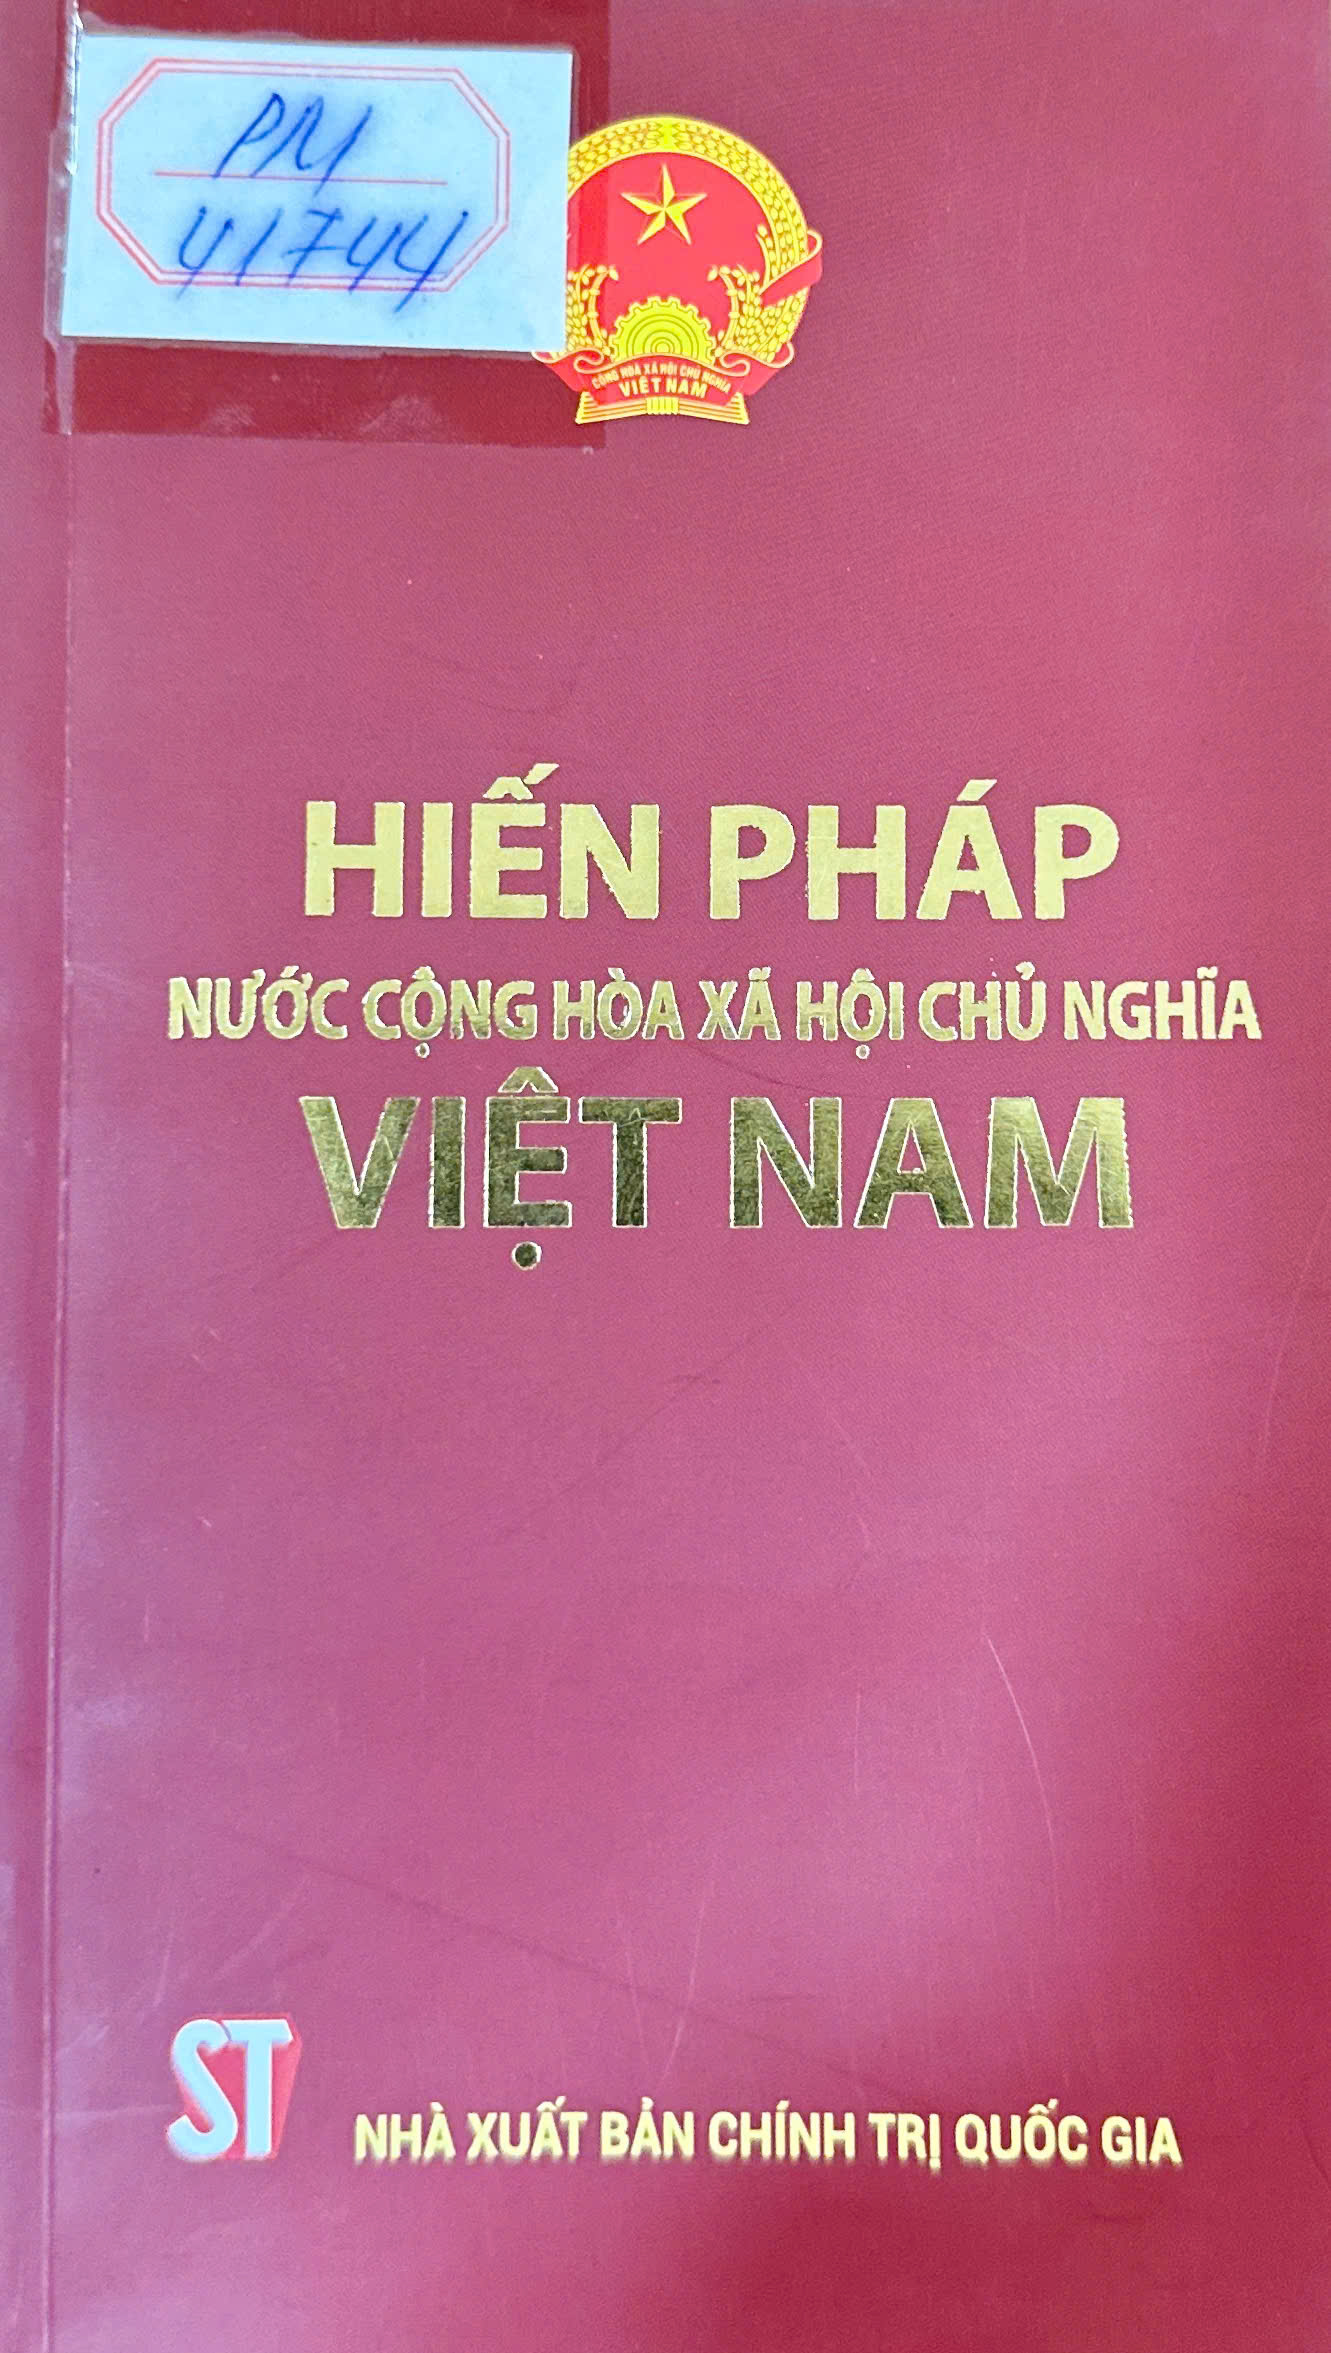 PM
41744
CỘNG HÒA XÃ HỘI CHỦ NGHĨA
VIỆT NAM
HIẾN PHÁP
NƯỚC CỘNG HÒA XÃ HỘI CHỦ NGHĨA
VIỆT NAM
ST
NHÀ XUẤT BẢN CHÍNH TRỊ QUỐC GIA